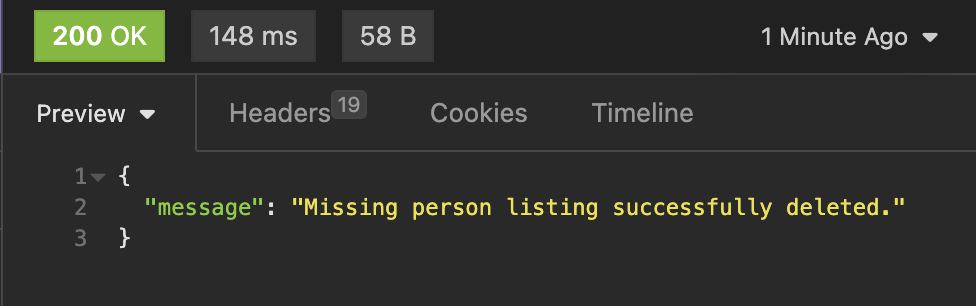 200 OK 148 ms 58 B 1 Minute Ago
Preview Headers 19 Cookies Timeline
1 {
2 "message": "Missing person listing successfully deleted."
3 }